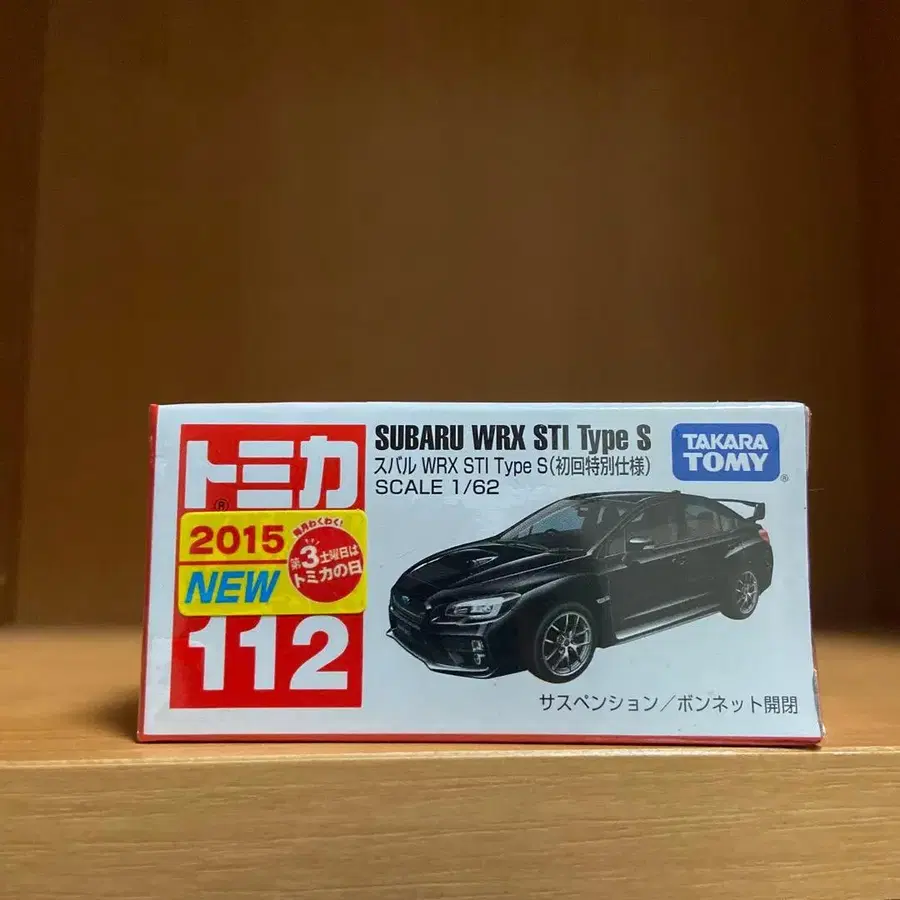 トミカ
®
2015
NEW
毎月わくわく!
第3土曜日は
トミカの日
112
SUBARU WRX STI Type S
スバル WRX STI Type S(初回特別仕様)
SCALE 1/62
TAKARA
TOMY
®
サスペンション/ボンネット開閉